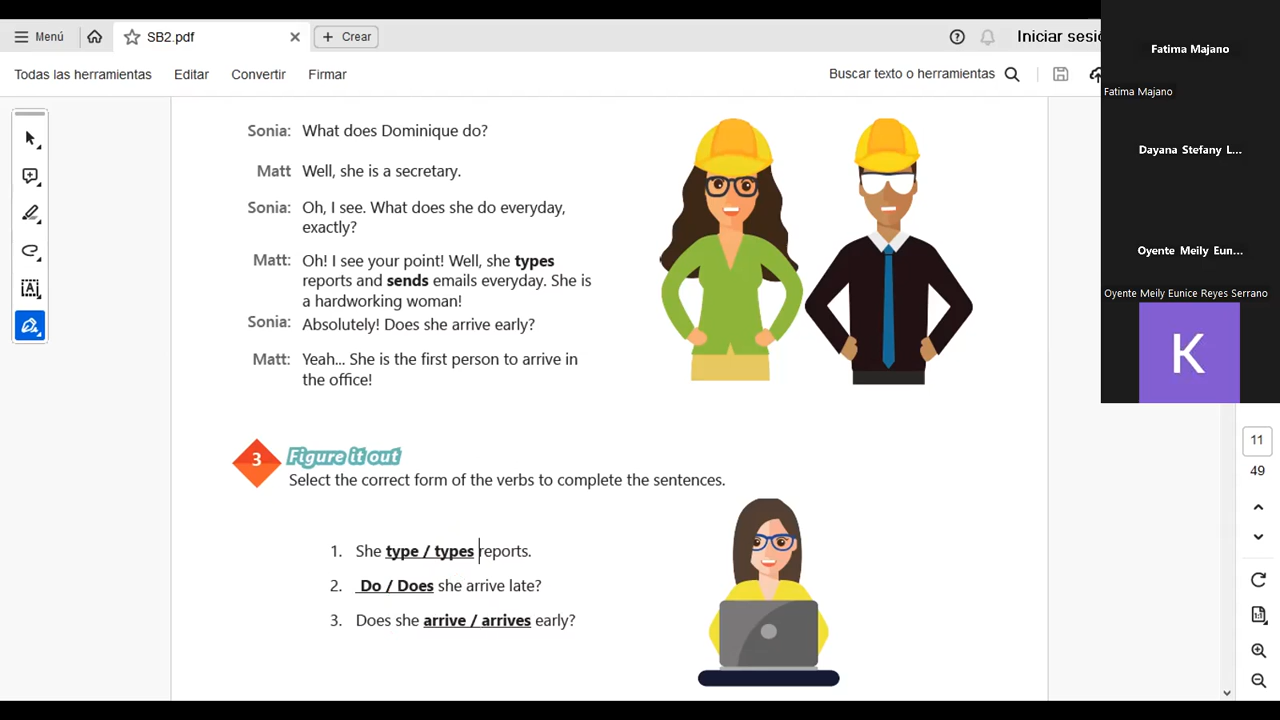 Menú
SB2.pdf
Crear
Iniciar sesió
Todas las herramientas
Editar
Convertir
Firmar
Buscar texto o herramientas
Sonia: What does Dominique do?
Matt Well, she is a secretary.
Sonia: Oh, I see. What does she do everyday,
exactly?
Matt: Oh! I see your point! Well, she types
reports and sends emails everyday. She is
a hardworking woman!
Sonia: Absolutely! Does she arrive early?
Matt: Yeah... She is the first person to arrive in
the office!
3 Figure it out
Select the correct form of the verbs to complete the sentences.
1. She type / types reports.
2. Do / Does she arrive late?
3. Does she arrive / arrives early?
Fatima Majano
Fatima Majano
Dayana Stefany L...
Oyente Meily Eun...
Oyente Meily Eunice Reyes Serrano
K
11
49